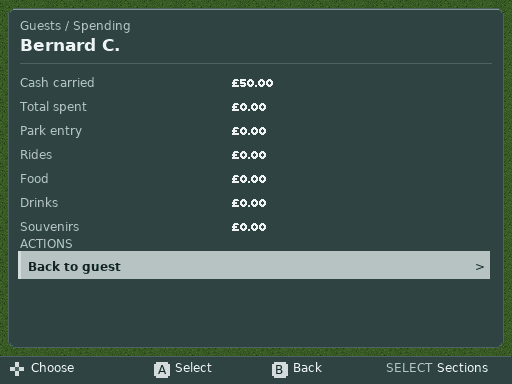 Guests / Spending
Bernard C.
Cash carried £50.00
Total spent £0.00
Park entry £0.00
Rides £0.00
Food £0.00
Drinks £0.00
Souvenirs £0.00
ACTIONS
Back to guest >
Choose A Select B Back SELECT Sections